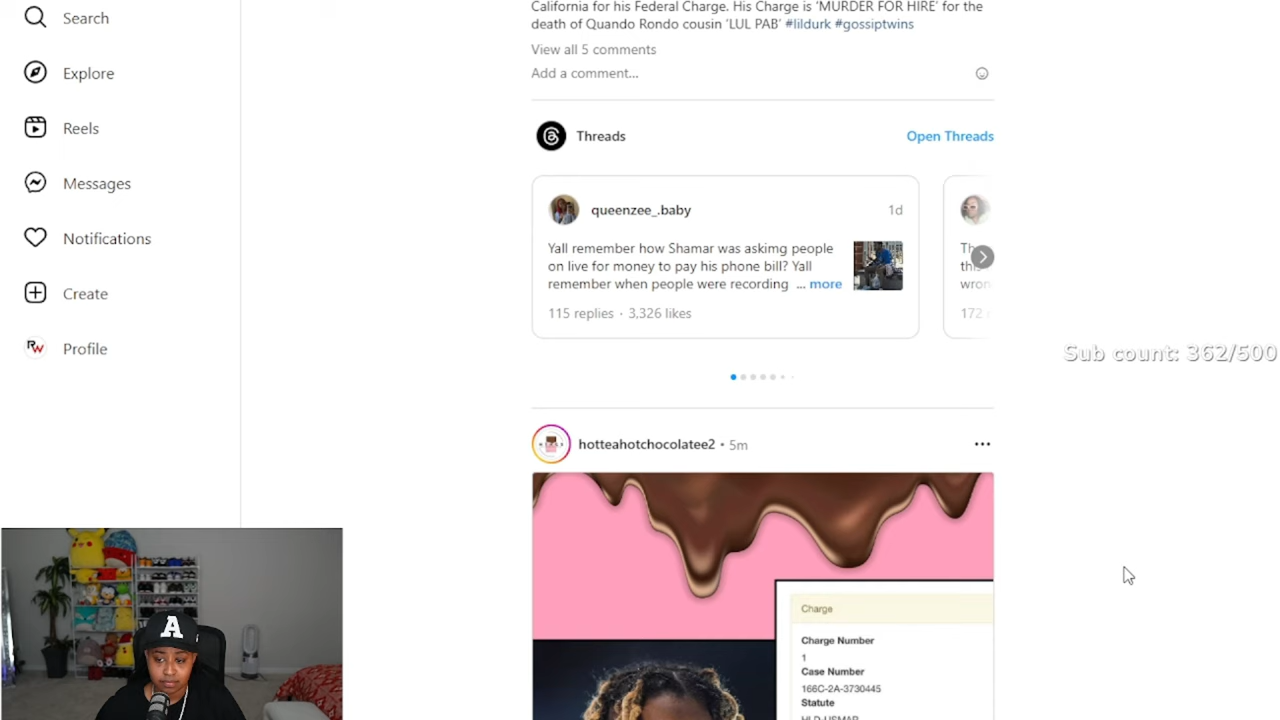 Search
Explore
Reels
Messages
Notifications
Create
RW
Profile
California for his Federal Charge. His Charge is ‘MURDER FOR HIRE’ for the
death of Quando Rondo cousin ‘LUL PAB’ #lildurk #gossiptwins
View all 5 comments
Add a comment...
Threads
Open Threads
queenzee_.baby
1d
Yall remember how Shamar was askimg people
on live for money to pay his phone bill? Yall
remember when people were recording ... more
115 replies · 3,326 likes
172
Sub count: 362/500
hotteahotchocolatee2 • 5m
Charge
Charge Number
1
Case Number
166C-2A-3730445
Statute
HLD-USMAR
A